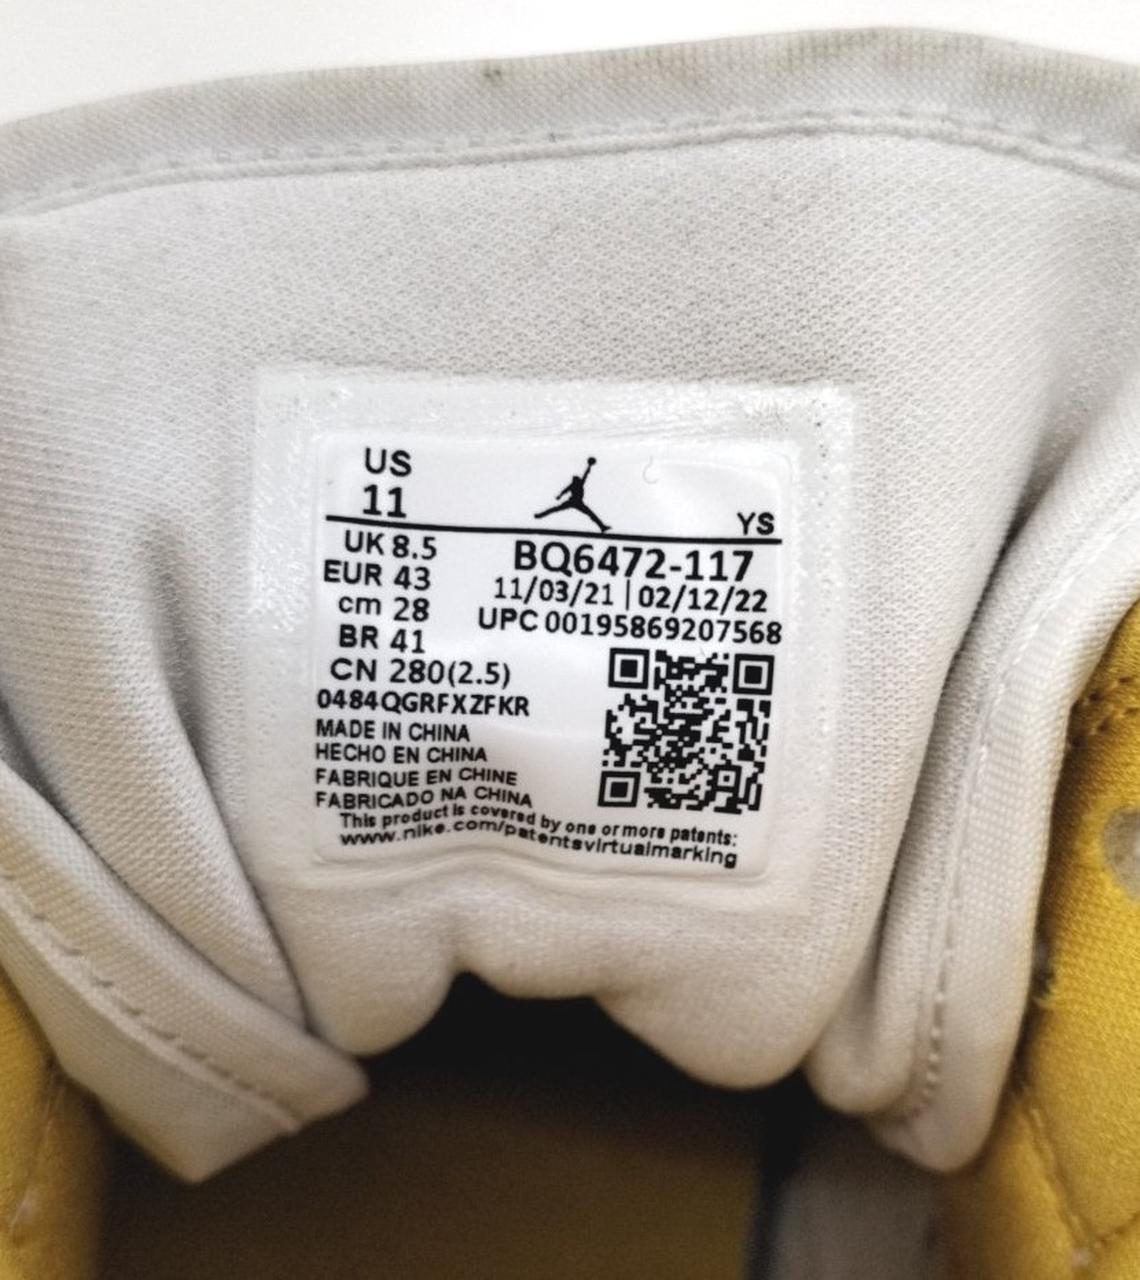 US
11
YS
UK 8.5
EUR 43
cm 28
BR 41
CN 280(2.5)
BQ6472-117
11/03/21 | 02/12/22
UPC 00195869207568
0484QGRFXZFKR
MADE IN CHINA
HECHO EN CHINA
FABRIQUE EN CHINE
FABRICADO NA CHINA
This product is covered by one or more patents:
www.nike.com/patentsvirtualmarking